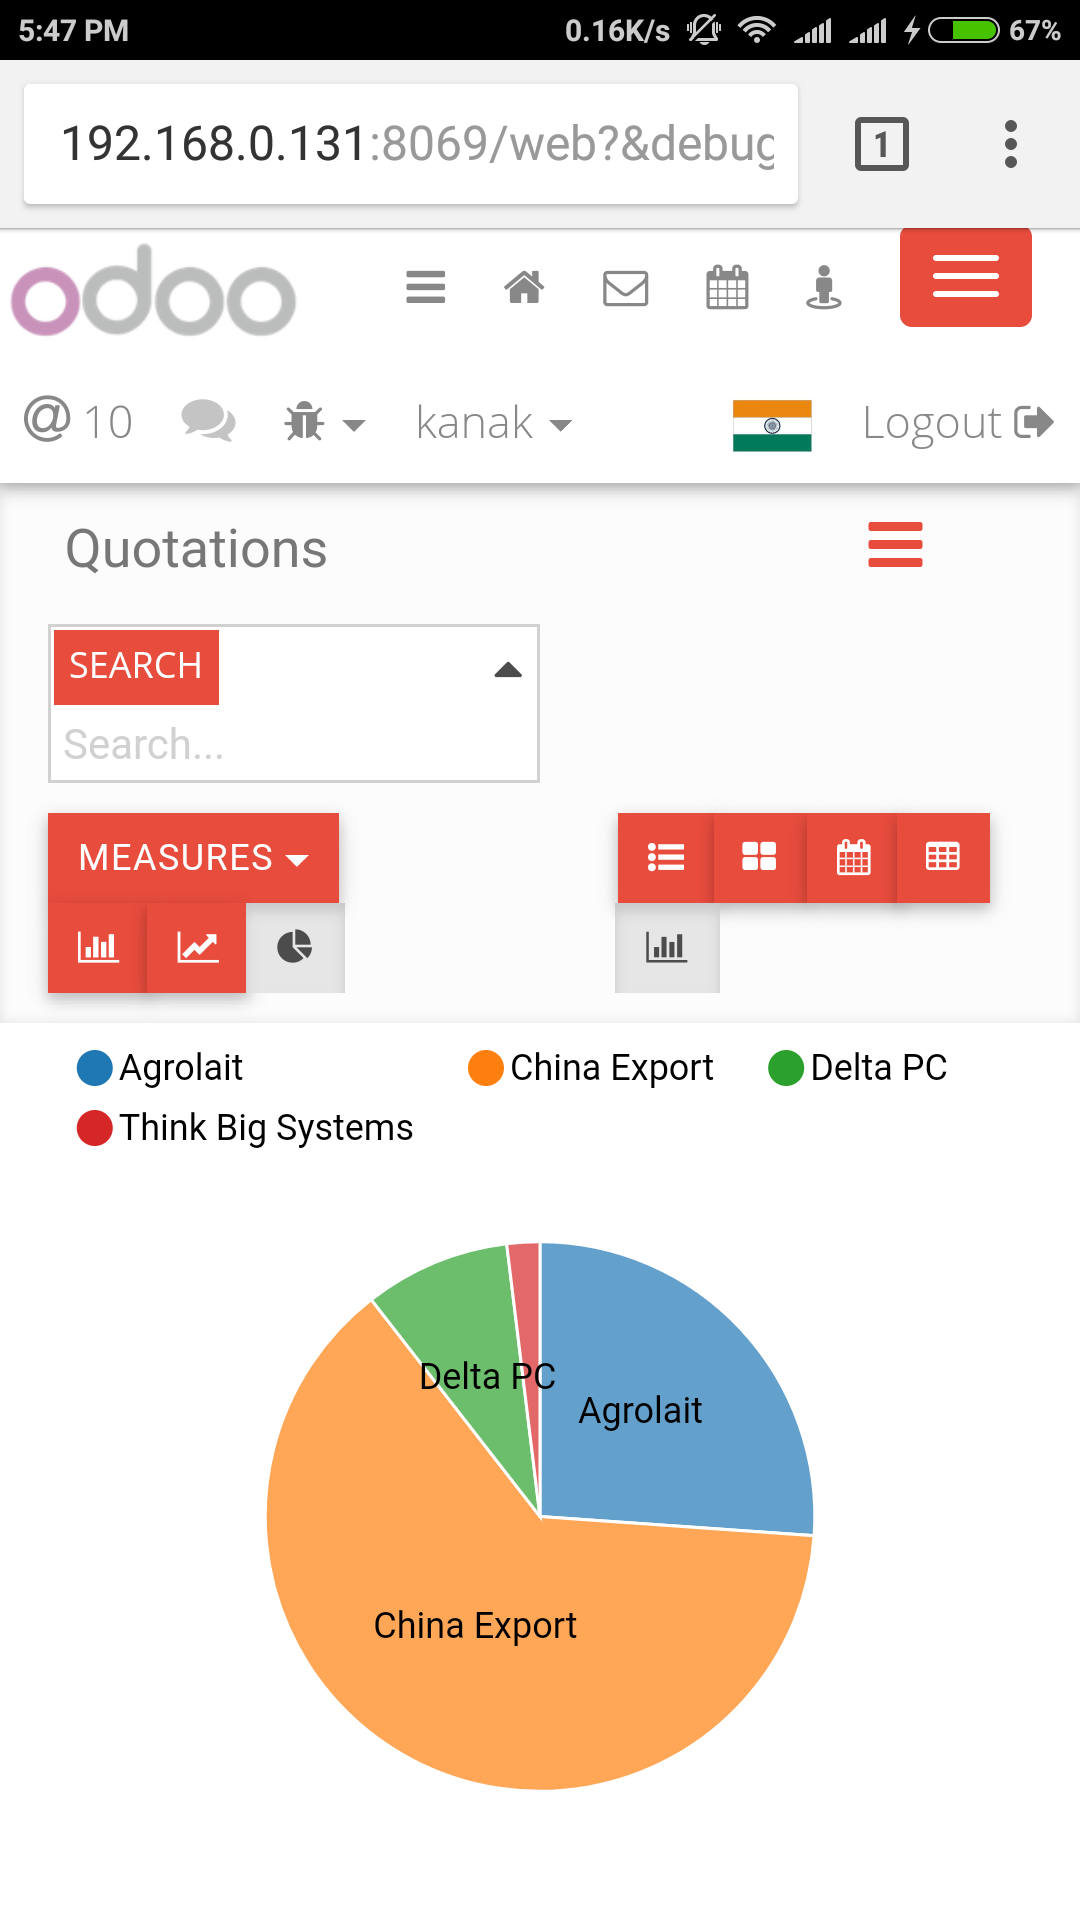 5:47 PM 0.16K/s 67%
192.168.0.131:8069/web?&debug 1
odoo
@ 10 kanak Logout
Quotations
SEARCH
Search...
MEASURES
Agrolait China Export Delta PC
Think Big Systems
Delta PC
Agrolait
China Export